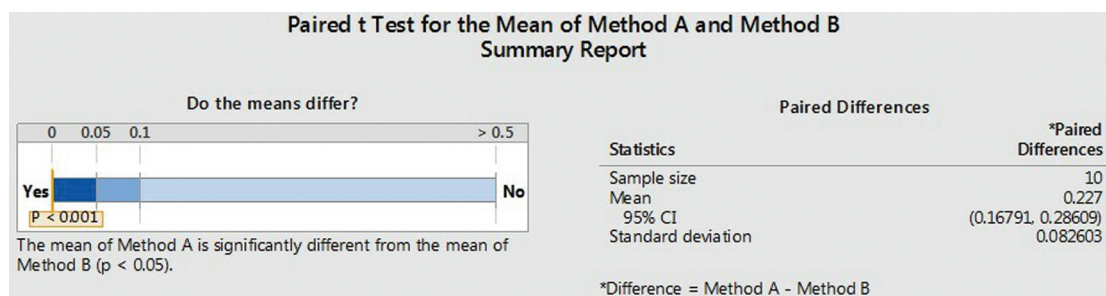 Paired t Test for the Mean of Method A and Method B
Summary Report
Do the means differ?
0 0.05 0.1 > 0.5
Yes No
P < 0.001
The mean of Method A is significantly different from the mean of
Method B (p < 0.05).
Paired Differences
*Paired
Statistics Differences
Sample size 10
Mean 0.227
95% CI (0.16791, 0.28609)
Standard deviation 0.082603
*Difference = Method A - Method B